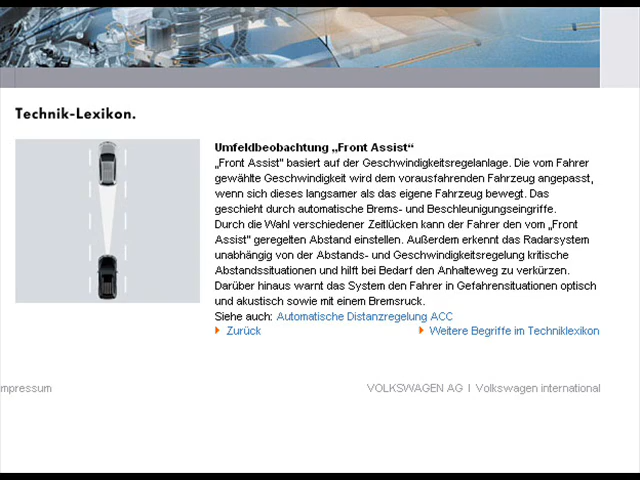 Technik-Lexikon.
Umfeldbeobachtung „Front Assist“
„Front Assist" basiert auf der Geschwindigkeitsregelanlage. Die vom Fahrer
gewählte Geschwindigkeit wird dem vorausfahrenden Fahrzeug angepasst,
wenn sich dieses langsamer als das eigene Fahrzeug bewegt. Das
geschieht durch automatische Brems- und Beschleunigungseingriffe.
Durch die Wahl verschiedener Zeitlücken kann der Fahrer den vom „Front
Assist" geregelten Abstand einstellen. Außerdem erkennt das Radarsystem
unabhängig von der Abstands- und Geschwindigkeitsregelung kritische
Abstandssituationen und hilft bei Bedarf den Anhalteweg zu verkürzen.
Darüber hinaus warnt das System den Fahrer in Gefahrensituationen optisch
und akustisch sowie mit einem Bremsruck.
Siehe auch: Automatische Distanzregelung ACC
Zurück Weitere Begriffe im Techniklexikon
mpressum VOLKSWAGEN AG | Volkswagen international